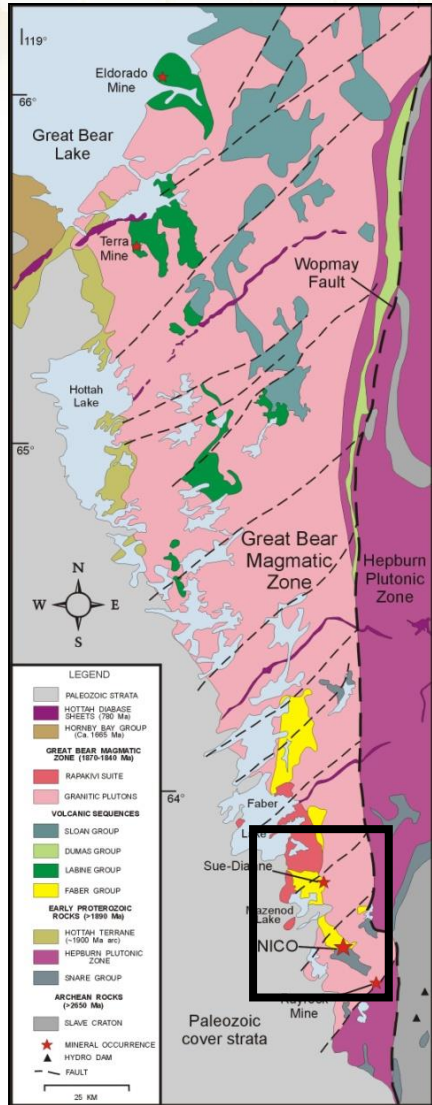 119°
Eldorado
Mine
66°
Great Bear
Lake
Terra
Mine
Wopmay
Fault
Hottah
Lake
65°
Great Bear
Magmatic
Zone
Hepburn
Plutonic
Zone
N
W E
S
LEGEND
PALEOZOIC STRATA
HOTTAH DIABASE
SHEETS (780 Ma)
HORNBY BAY GROUP
(Ca. 1665 Ma)
GREAT BEAR MAGMATIC
ZONE (1870-1840 Ma)
RAPAKIVI SUITE
GRANITIC PLUTONS
VOLCANIC SEQUENCES
SLOAN GROUP
DUMAS GROUP
LABINE GROUP
FABER GROUP
EARLY PROTEROZOIC
ROCKS (>1890 Ma)
HOTTAH TERRANE
(~1900 Ma arc)
HEPBURN PLUTONIC
ZONE
SNARE GROUP
ARCHEAN ROCKS
(>2650 Ma)
SLAVE CRATON
MINERAL OCCURRENCE
HYDRO DAM
FAULT
25 KM
64°
Faber
Lake
Sue-Dianne
Mazenod
Lake
NICO
Rayrock
Mine
Paleozoic
cover strata